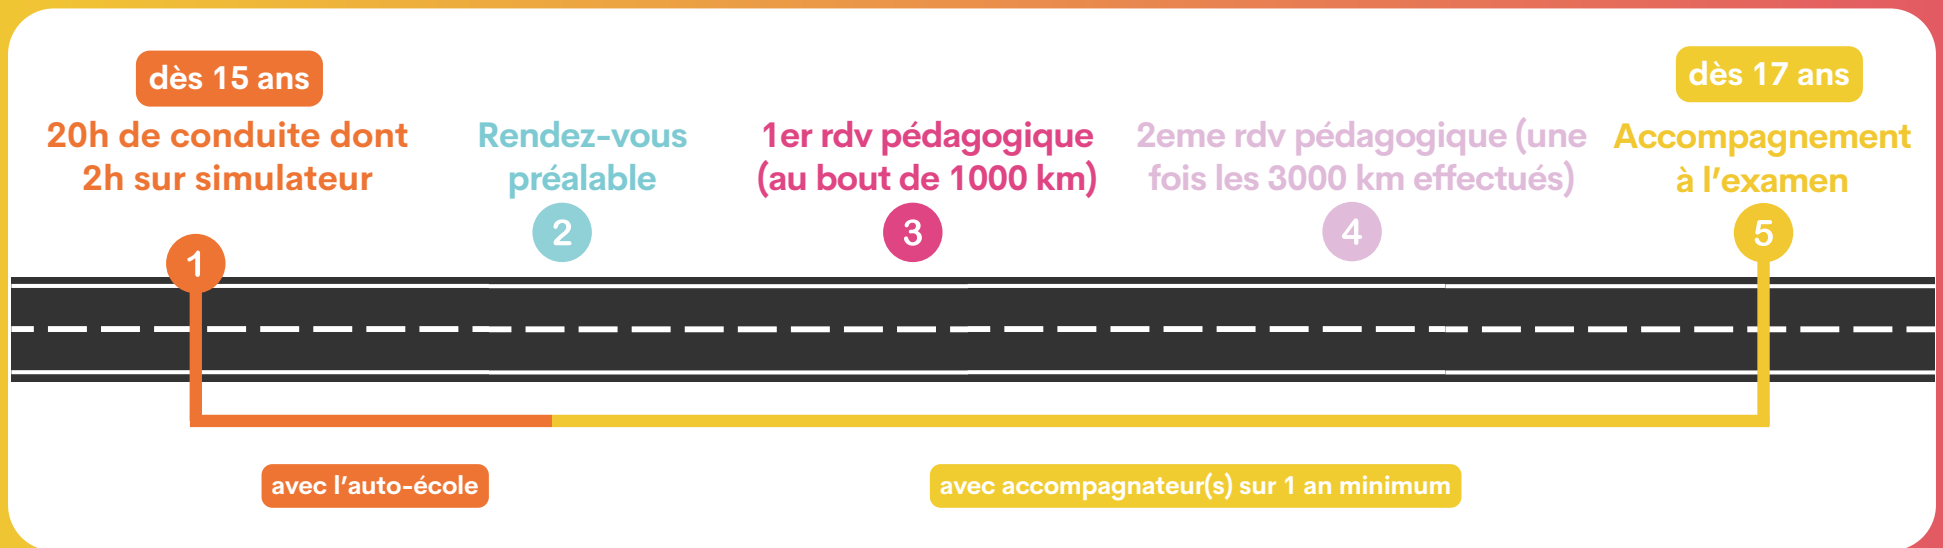 dès 15 ans
20h de conduite dont
2h sur simulateur
1
Rendez-vous
préalable
2
1er rdv pédagogique
(au bout de 1000 km)
3
2eme rdv pédagogique (une
fois les 3000 km effectués)
4
dès 17 ans
Accompagnement
à l’examen
5
avec l’auto-école
avec accompagnateur(s) sur 1 an minimum